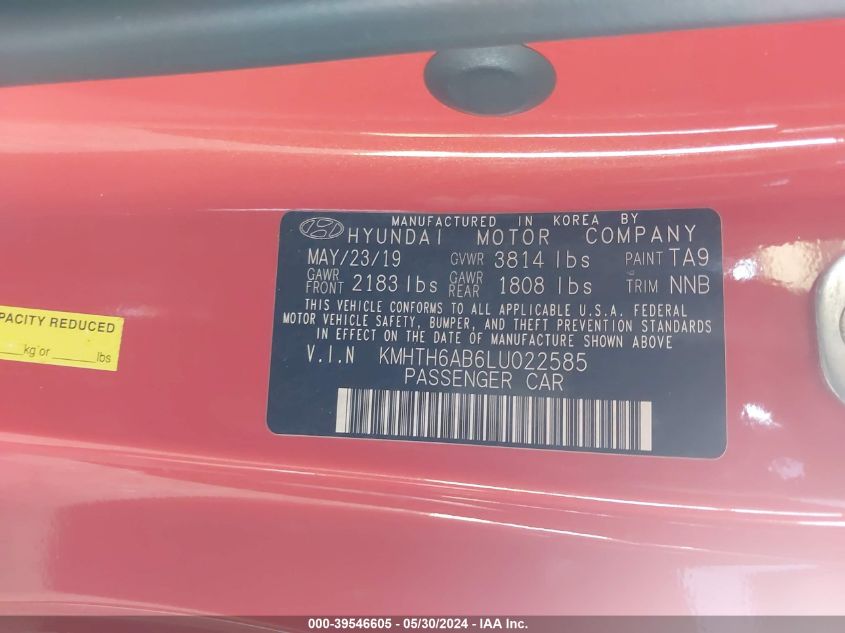 MANUFACTURED IN KOREA BY
HYUNDAI MOTOR COMPANY
MAY/23/19 GVWR 3814 lbs PAINT TA9
GAWR FRONT 2183 lbs GAWR REAR 1808 lbs TRIM NNB
THIS VEHICLE CONFORMS TO ALL APPLICABLE U.S.A. FEDERAL
MOTOR VEHICLE SAFETY, BUMPER, AND THEFT PREVENTION STANDARDS
IN EFFECT ON THE DATE OF MANUFACTURE SHOWN ABOVE
V.I.N KMHTH6AB6LU022585
PASSENGER CAR
PACITY REDUCED
kg or lbs
000-39546605 - 05/30/2024 - IAA Inc.